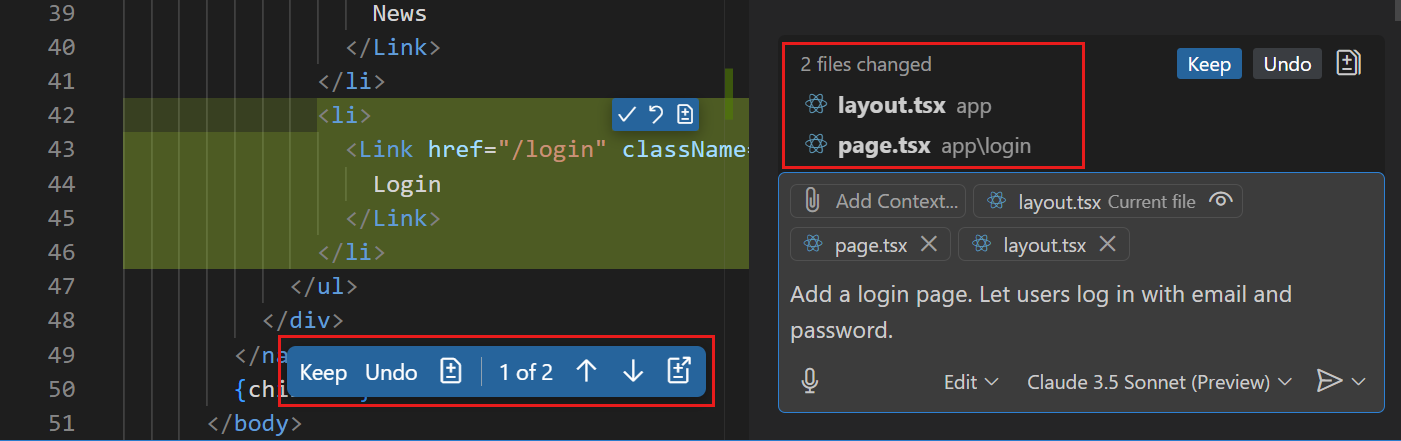 39 News
40 </Link>
41 </li>
42 <li>
43 <Link href="/login" className=
44 Login
45 </Link>
46 </li>
47 </ul>
48 </div>
49 </na
50 {chi
51 </body>
Keep Undo 1 of 2
2 files changed
Keep Undo
layout.tsx app
page.tsx app\login
Add Context...
layout.tsx Current file
page.tsx
layout.tsx
Add a login page. Let users log in with email and
password.
Edit
Claude 3.5 Sonnet (Preview)